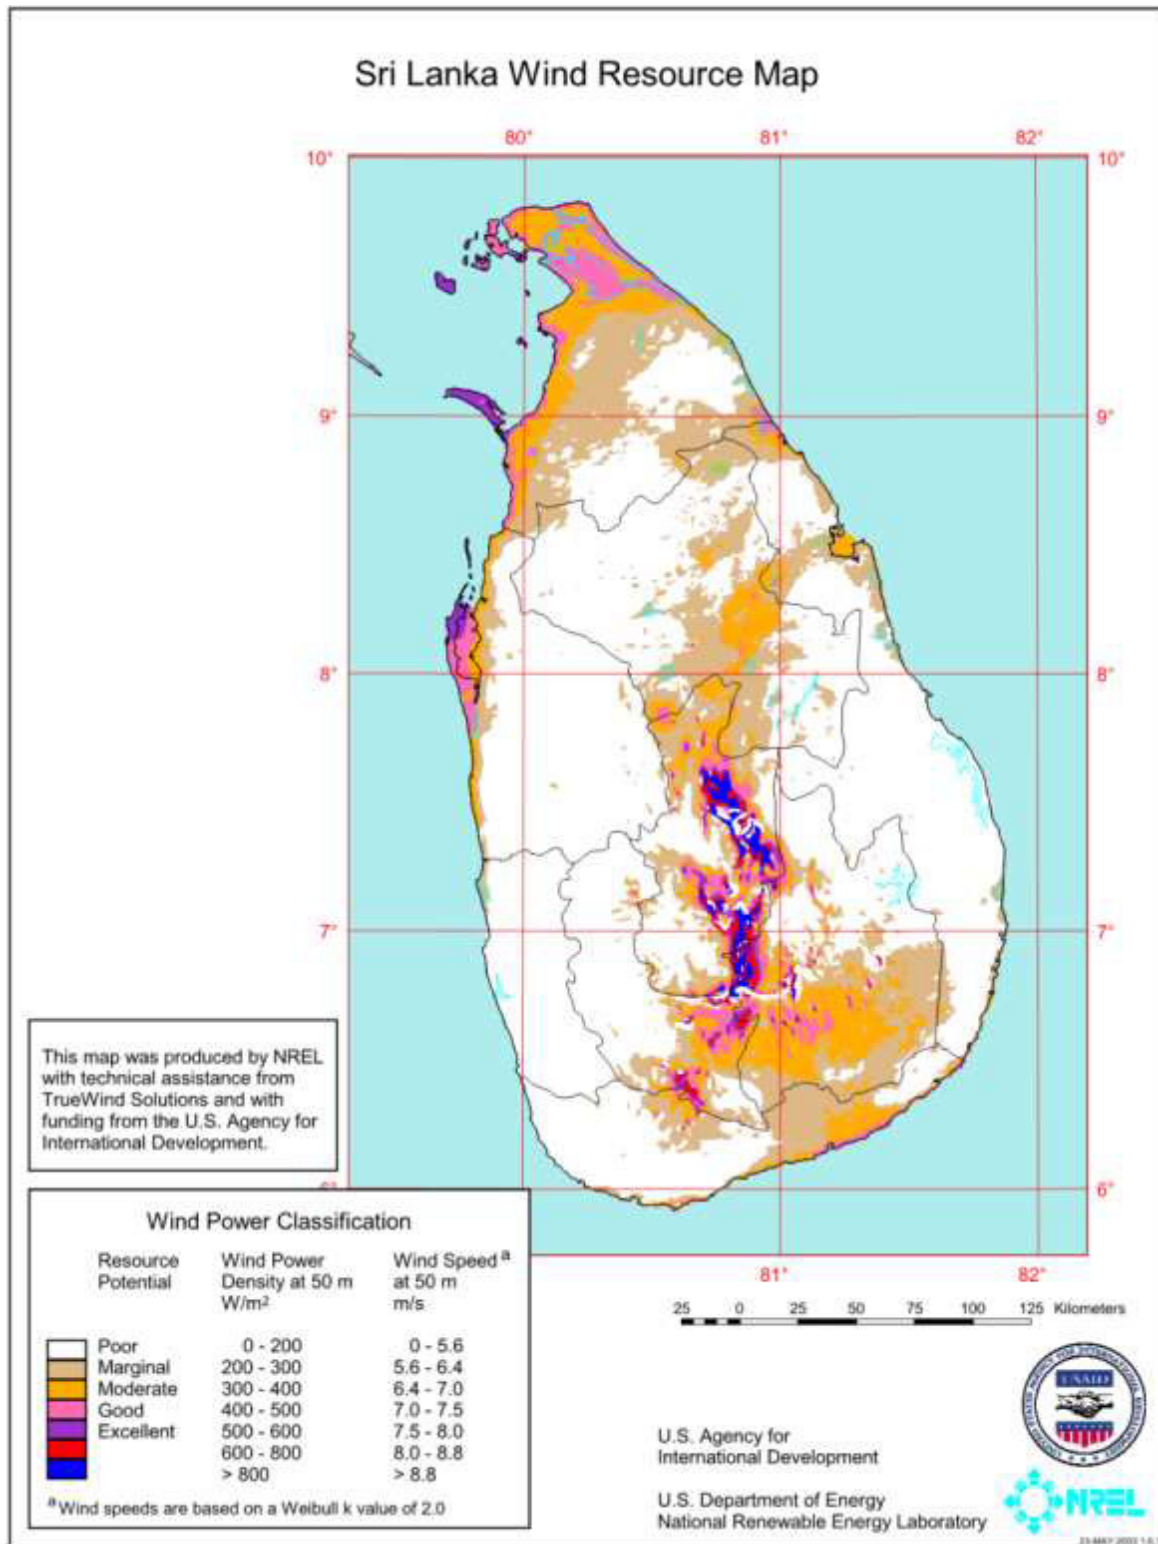 Sri Lanka Wind Resource Map
80°
81°
82°
10°
10°
9°
9°
8°
8°
7°
7°
6°
6°
81°
82°
This map was produced by NREL
with technical assistance from
TrueWind Solutions and with
funding from the U.S. Agency for
International Development.
Wind Power Classification
Resource Wind Power Wind Speed a
Potential Density at 50 m at 50 m
W/m2 m/s
Poor 0 - 200 0 - 5.6
Marginal 200 - 300 5.6 - 6.4
Moderate 300 - 400 6.4 - 7.0
Good 400 - 500 7.0 - 7.5
Excellent 500 - 600 7.5 - 8.0
600 - 800 8.0 - 8.8
> 800 > 8.8
a Wind speeds are based on a Weibull k value of 2.0
25 0 25 50 75 100 125 Kilometers
USAID
U.S. Agency for
International Development
U.S. Department of Energy
National Renewable Energy Laboratory
NREL